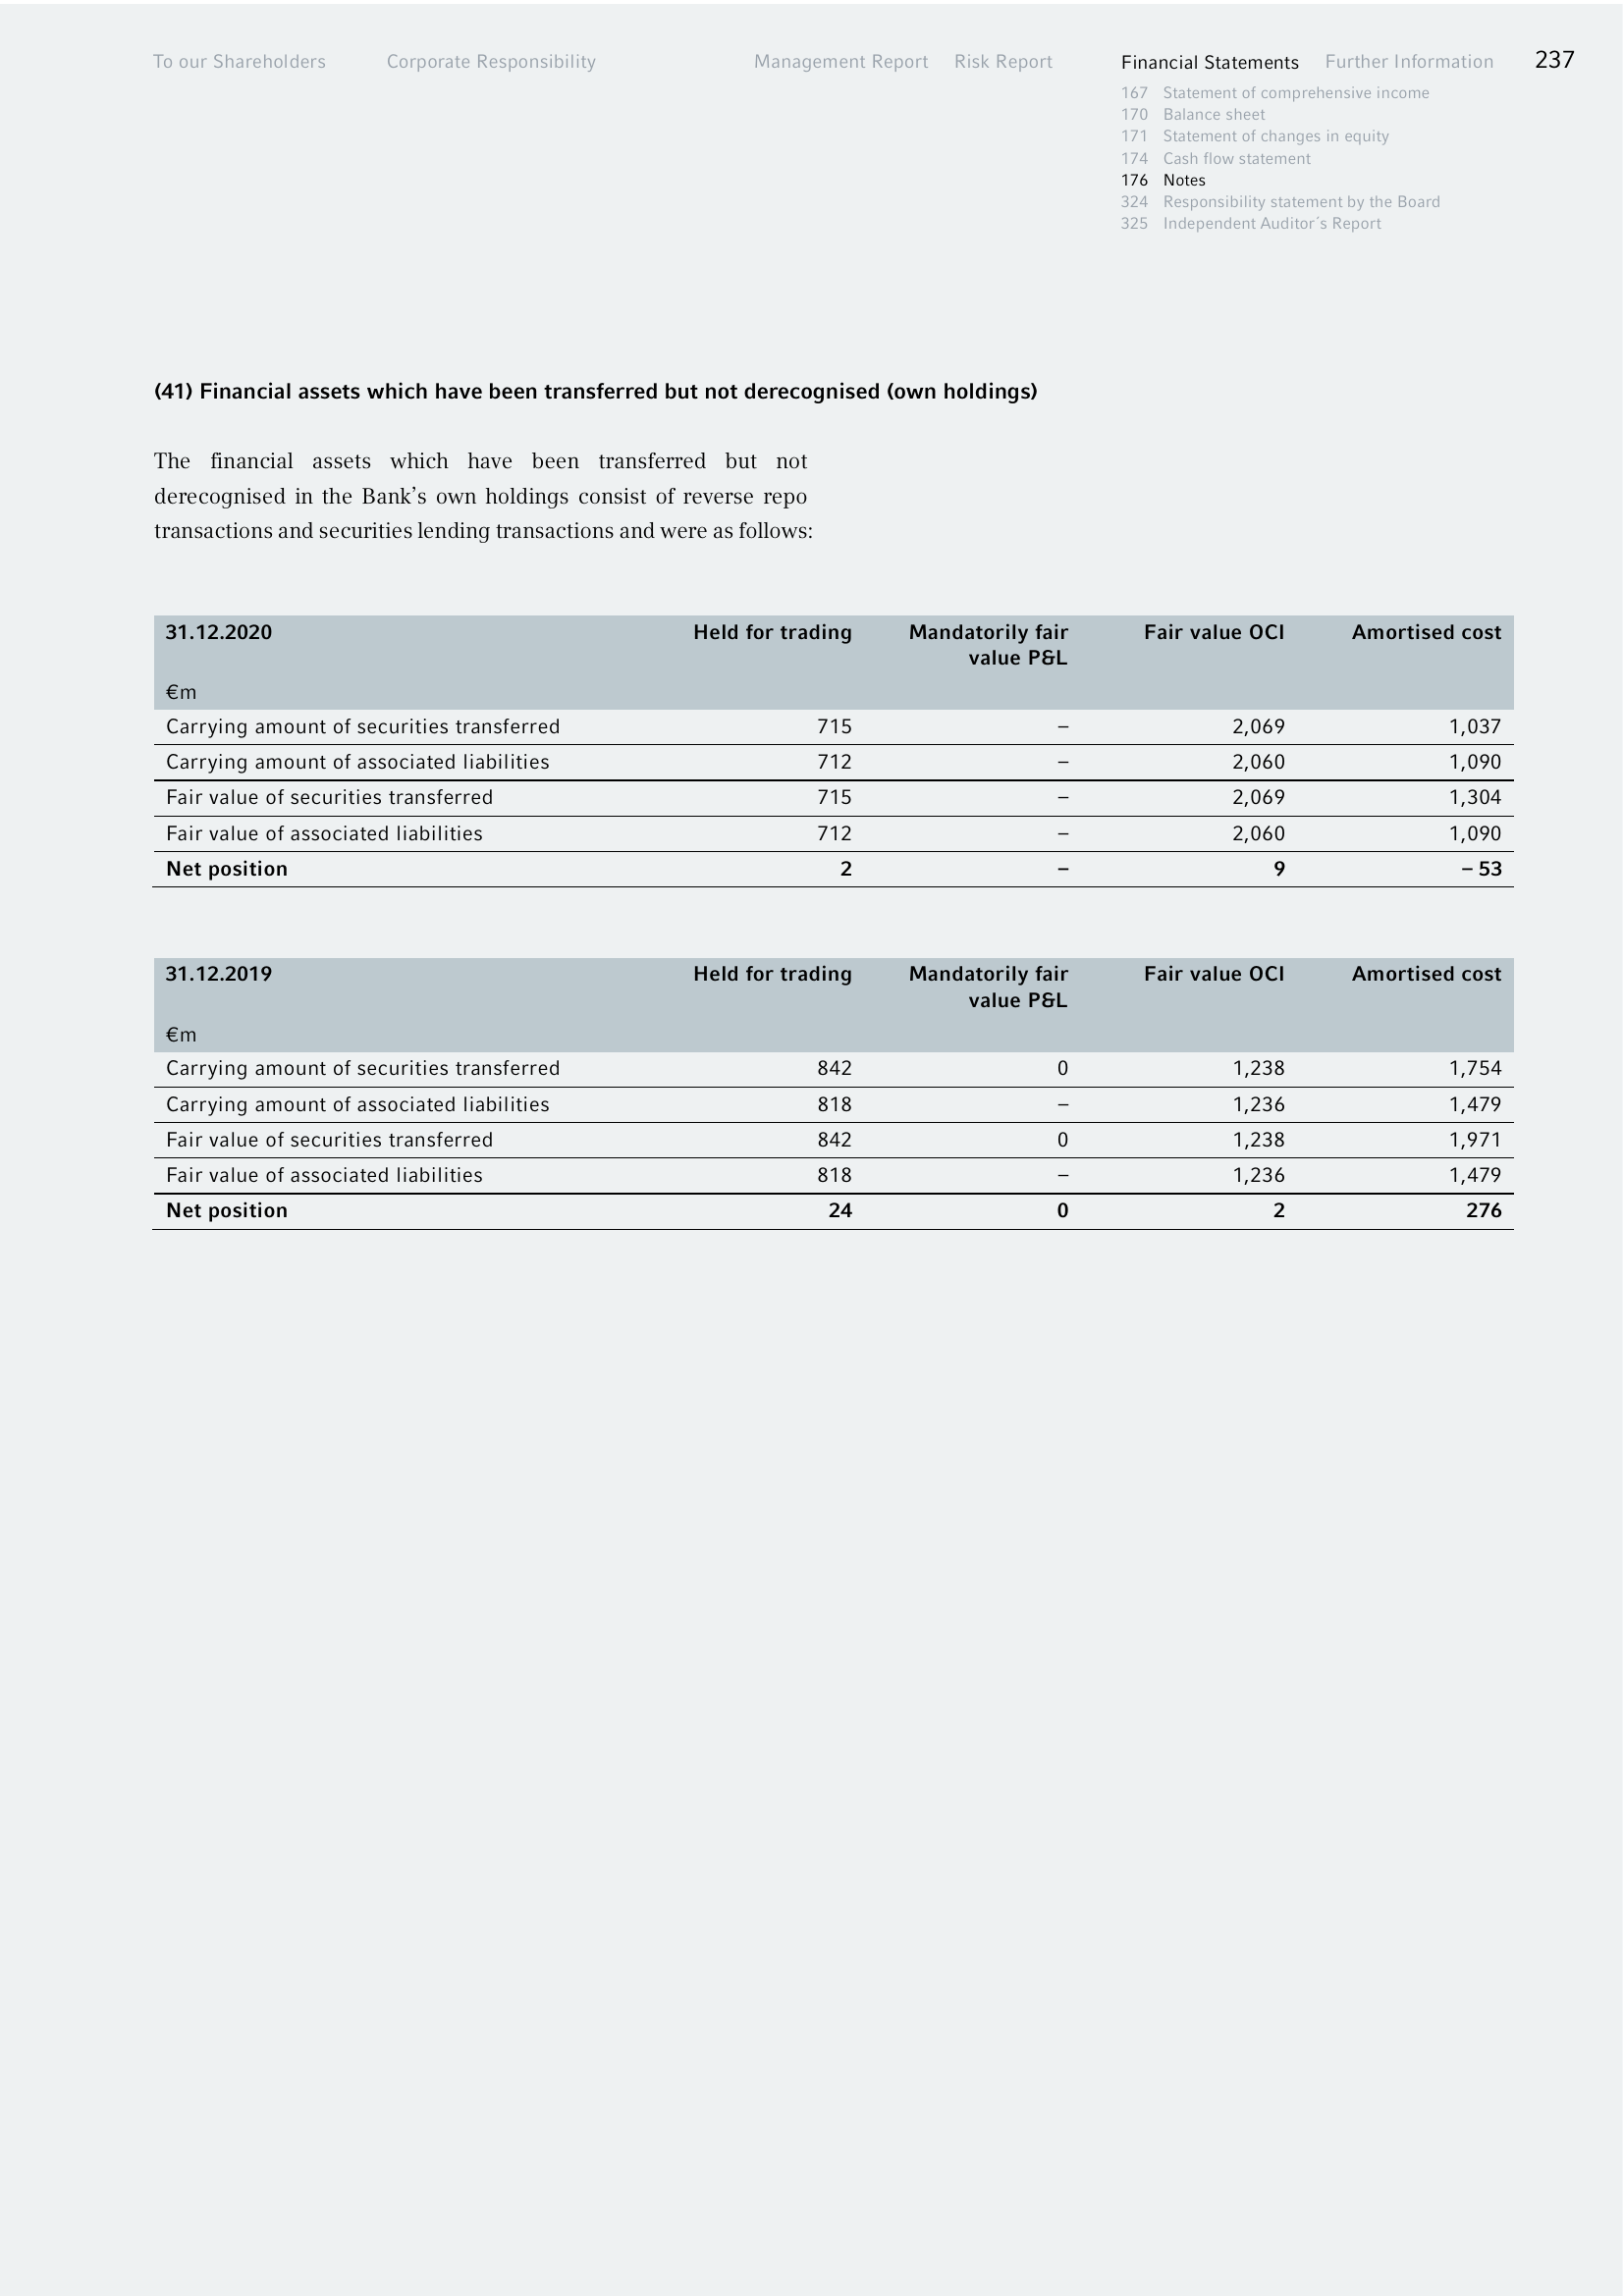 To our Shareholders Corporate Responsibility Management Report Risk Report Financial Statements Further Information 237
167 Statement of comprehensive income
170 Balance sheet
171 Statement of changes in equity
174 Cash flow statement
176 Notes
324 Responsibility statement by the Board
325 Independent Auditor´s Report
(41) Financial assets which have been transferred but not derecognised (own holdings)
The financial assets which have been transferred but not
derecognised in the Bank’s own holdings consist of reverse repo
transactions and securities lending transactions and were as follows:
31.12.2020 Held for trading Mandatorily fair Fair value OCI Amortised cost
value P&L
€m
Carrying amount of securities transferred 715 – 2,069 1,037
Carrying amount of associated liabilities 712 – 2,060 1,090
Fair value of securities transferred 715 – 2,069 1,304
Fair value of associated liabilities 712 – 2,060 1,090
Net position 2 – 9 – 53
31.12.2019 Held for trading Mandatorily fair Fair value OCI Amortised cost
value P&L
€m
Carrying amount of securities transferred 842 0 1,238 1,754
Carrying amount of associated liabilities 818 – 1,236 1,479
Fair value of securities transferred 842 0 1,238 1,971
Fair value of associated liabilities 818 – 1,236 1,479
Net position 24 0 2 276